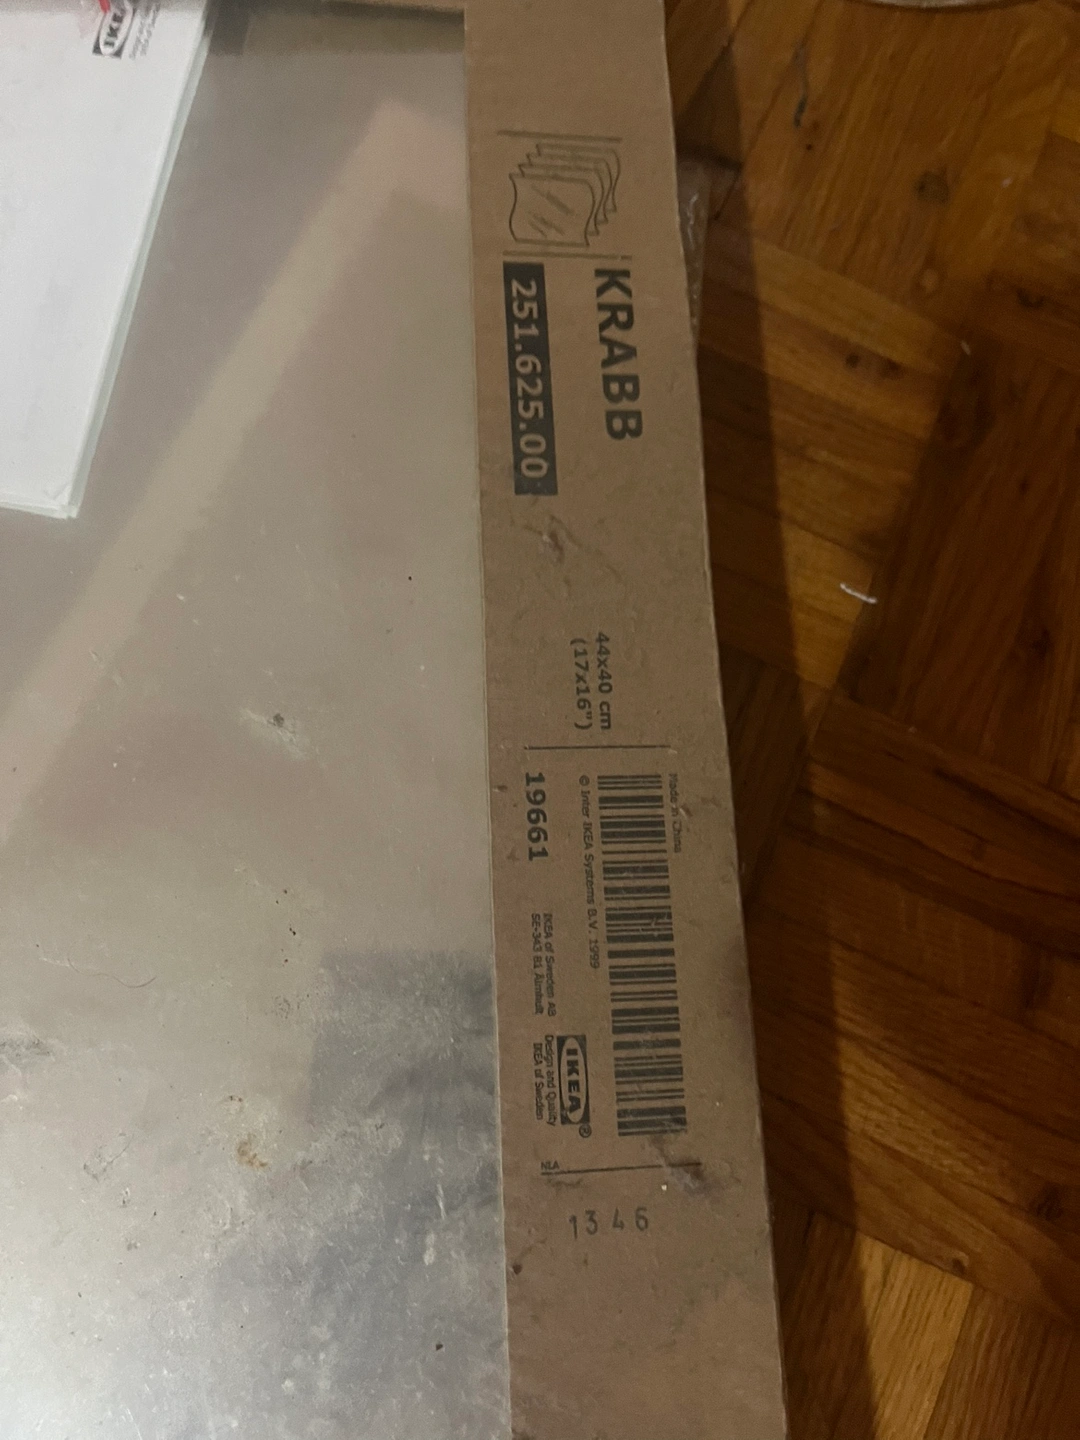 KRABB
251.625.00
44x40 cm
(17x16")
Made in China
© Inter IKEA Systems B.V. 1999
19661
IKEA of Sweden AB
SE-343 81 Älmhult
IKEA®
Design and Quality
IKEA of Sweden
1346
IKEA